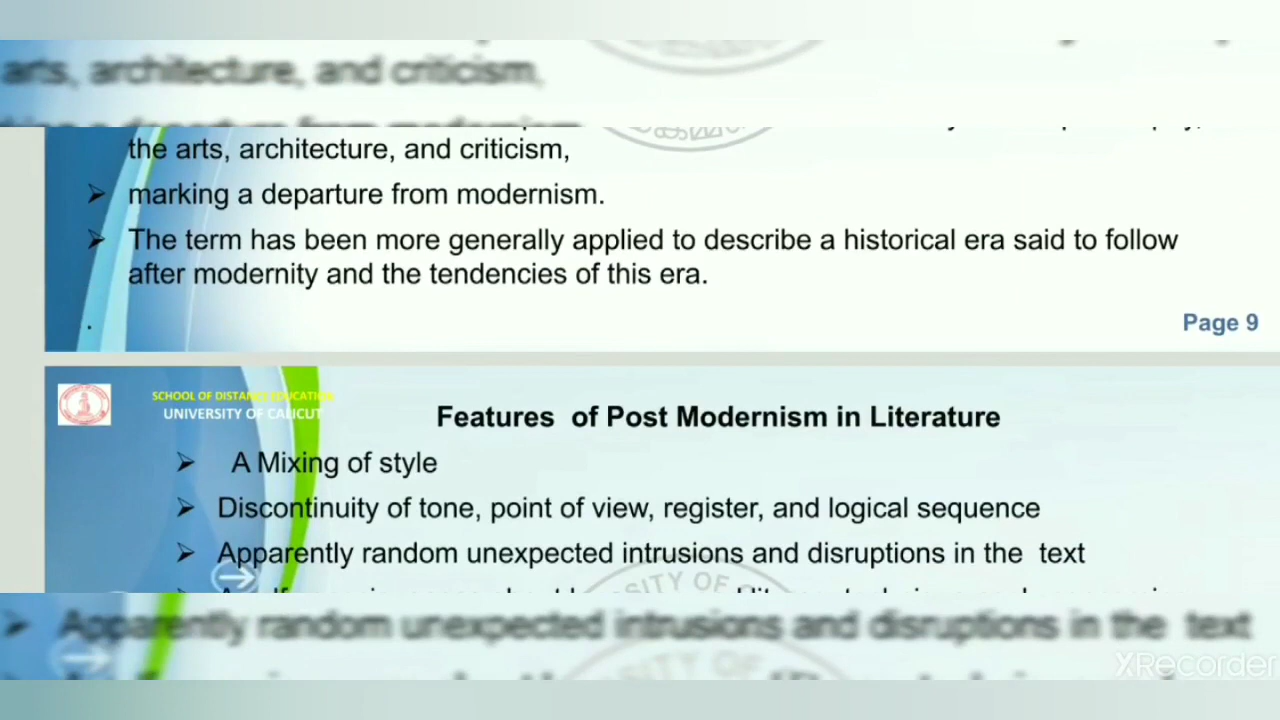 arts, architecture, and criticism,
the arts, architecture, and criticism,
➢ marking a departure from modernism.
➢ The term has been more generally applied to describe a historical era said to follow
after modernity and the tendencies of this era.
.
Page 9
SCHOOL OF DISTANCE EDUCATION
UNIVERSITY OF CALICUT
Features of Post Modernism in Literature
➢ A Mixing of style
➢ Discontinuity of tone, point of view, register, and logical sequence
➢ Apparently random unexpected intrusions and disruptions in the text
➢ Apparently random unexpected intrusions and disruptions in the text
XRecorder